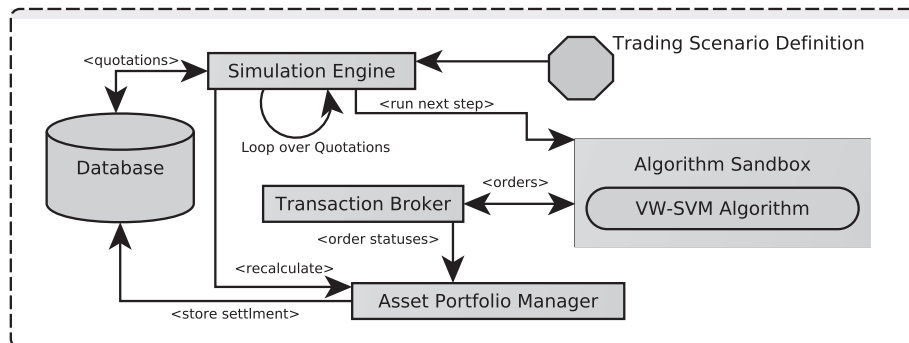 Trading Scenario Definition
<quotations>
Simulation Engine
<run next step>
Loop over Quotations
Database
Algorithm Sandbox
<orders>
Transaction Broker
VW-SVM Algorithm
<order statuses>
<recalculate>
Asset Portfolio Manager
<store settlment>